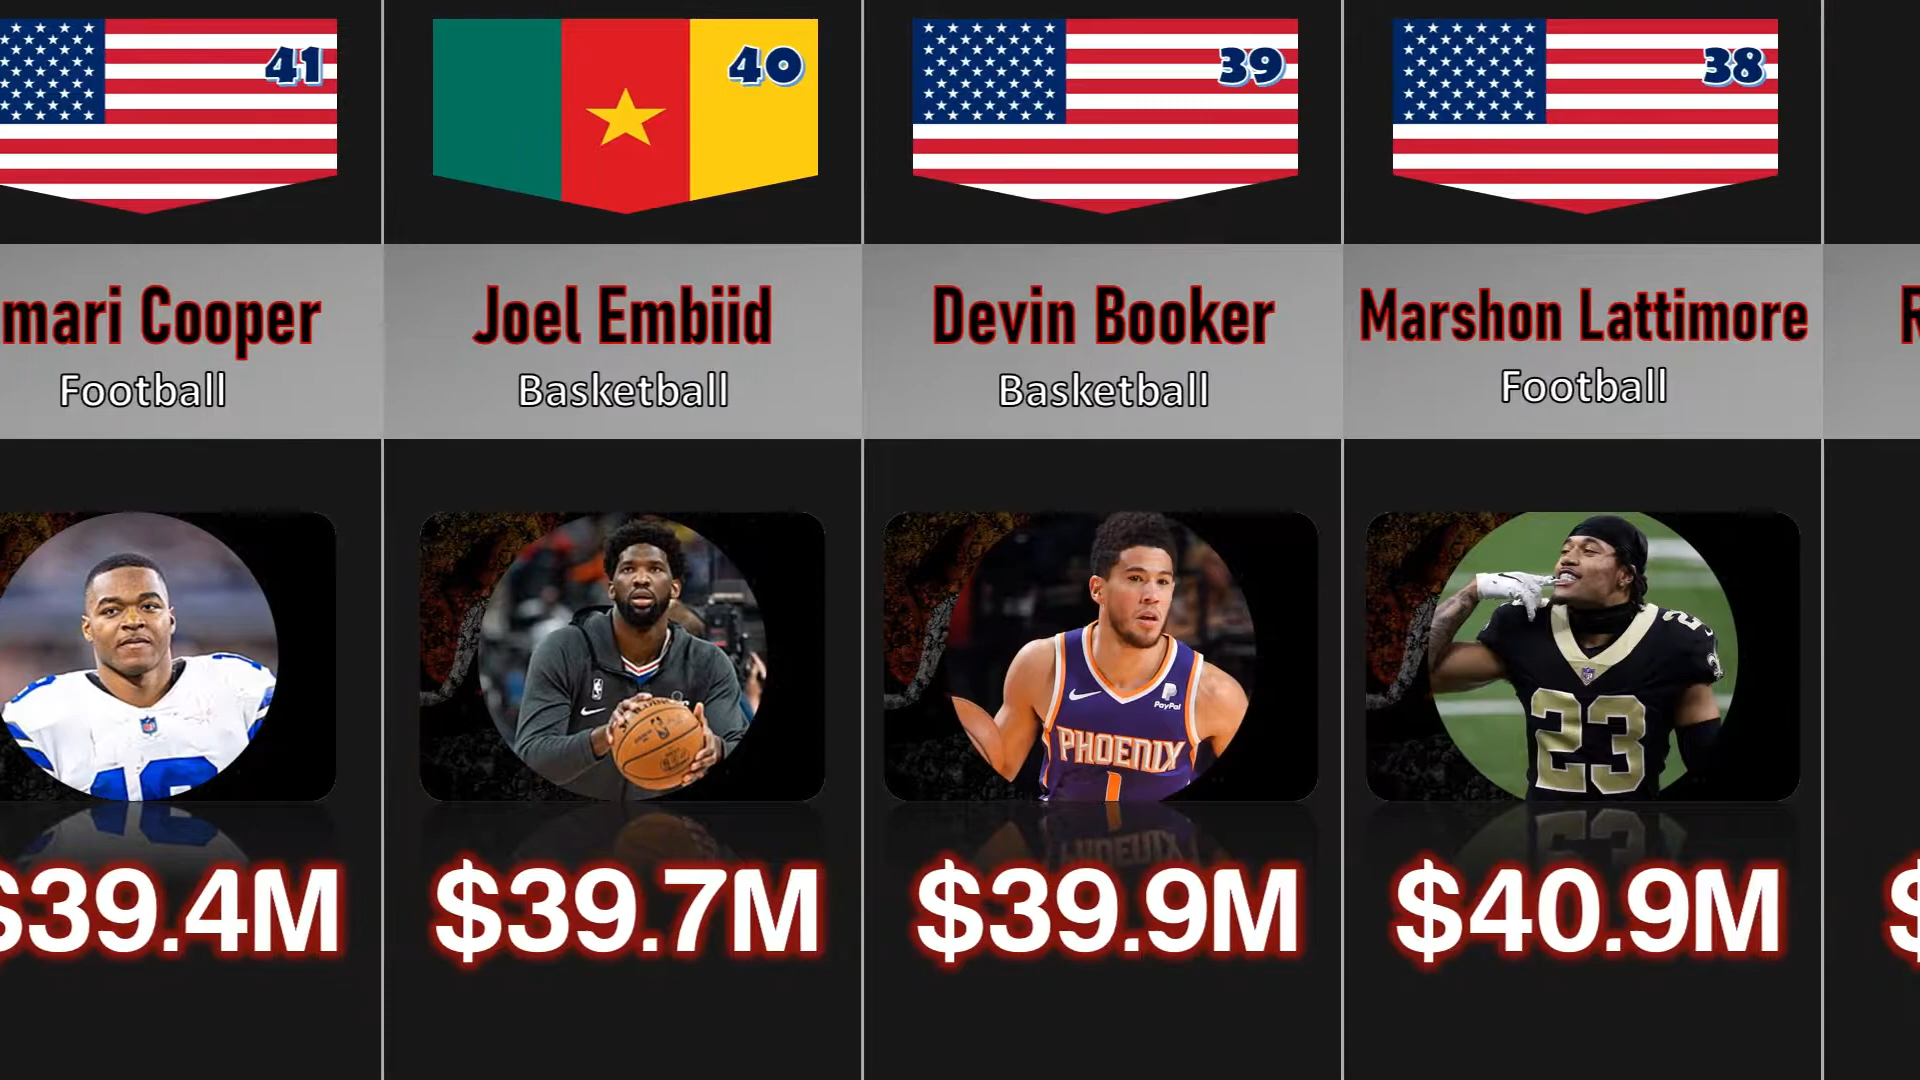 41
40
39
38
mari Cooper
Joel Embiid
Devin Booker
Marshon Lattimore
R
Football
Basketball
Basketball
Football
PayPal
PHOENIX
1
23
$39.4M
$39.7M
$39.9M
$40.9M
$